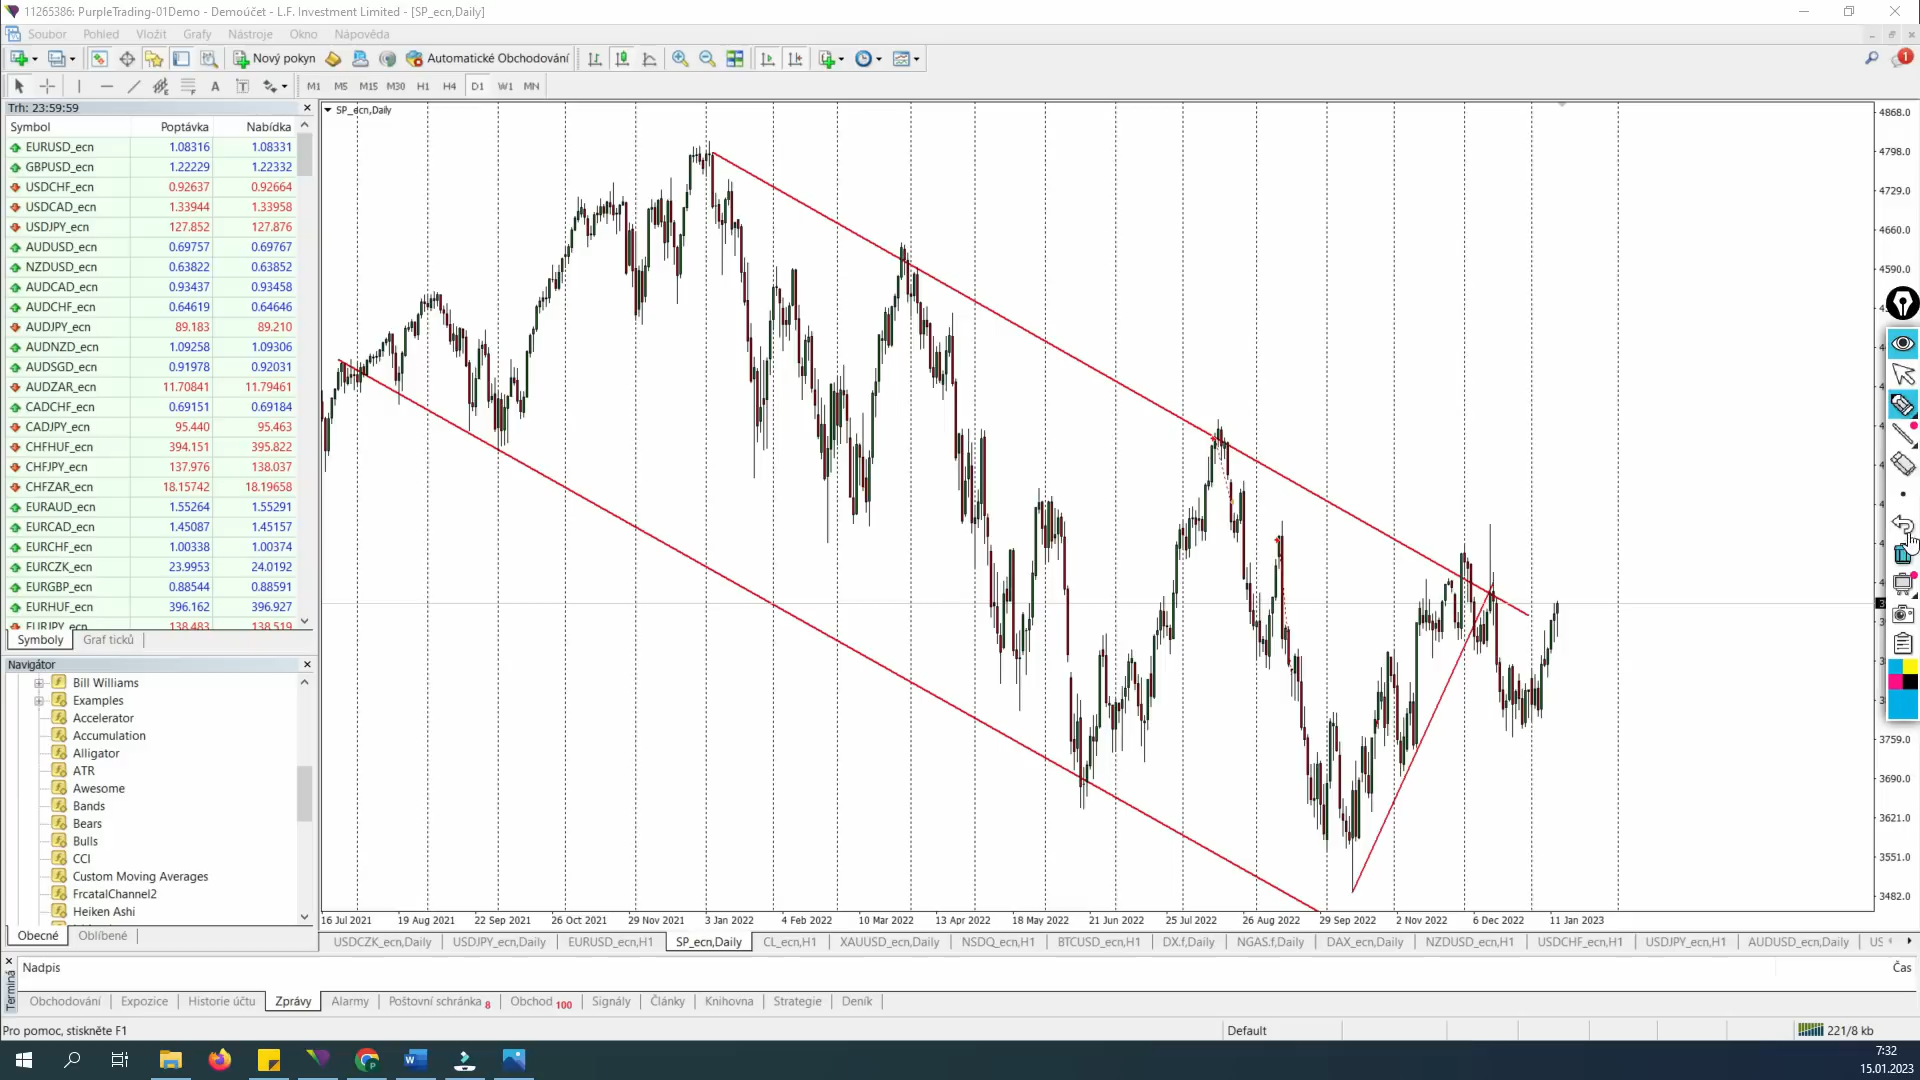 11265386: PurpleTrading-01Demo - Demoúčet - L.F. Investment Limited - [SP_ecn,Daily]
Soubor Pohled Vložit Grafy Nástroje Okno Nápověda
Nový pokyn Automatické Obchodování
1
A T M1 M5 M15 M30 H1 H4 D1 W1 MN
Trh: 23:59:59
Symbol Poptávka Nabídka
EURUSD_ecn 1.08316 1.08331
GBPUSD_ecn 1.22229 1.22332
USDCHF_ecn 0.92637 0.92664
USDCAD_ecn 1.33944 1.33958
USDJPY_ecn 127.852 127.876
AUDUSD_ecn 0.69757 0.69767
NZDUSD_ecn 0.63822 0.63852
AUDCAD_ecn 0.93437 0.93458
AUDCHF_ecn 0.64619 0.64646
AUDJPY_ecn 89.183 89.210
AUDNZD_ecn 1.09258 1.09306
AUDSGD_ecn 0.91978 0.92031
AUDZAR_ecn 11.70841 11.79461
CADCHF_ecn 0.69151 0.69184
CADJPY_ecn 95.440 95.463
CHFHUF_ecn 394.151 395.822
CHFJPY_ecn 137.976 138.037
CHFZAR_ecn 18.15742 18.19658
EURAUD_ecn 1.55264 1.55291
EURCAD_ecn 1.45087 1.45157
EURCHF_ecn 1.00338 1.00374
EURCZK_ecn 23.9953 24.0192
EURGBP_ecn 0.88544 0.88591
EURHUF_ecn 396.162 396.927
EURJPY_ecn 138.483 138.519
Symboly Graf ticků
Navigátor
Bill Williams
Examples
Accelerator
Accumulation
Alligator
ATR
Awesome
Bands
Bears
Bulls
CCI
Custom Moving Averages
FrcatalChannel2
Heiken Ashi
Obecné Oblíbené
SP_ecn,Daily
4868.0
4798.0
4729.0
4660.0
4590.0
3759.0
3690.0
3621.0
3551.0
3482.0
16 Jul 2021 19 Aug 2021 22 Sep 2021 26 Oct 2021 29 Nov 2021 3 Jan 2022 4 Feb 2022 10 Mar 2022 13 Apr 2022 18 May 2022 21 Jun 2022 25 Jul 2022 26 Aug 2022 29 Sep 2022 2 Nov 2022 6 Dec 2022 11 Jan 2023
USDCZK_ecn,Daily USDJPY_ecn,Daily EURUSD_ecn,H1 SP_ecn,Daily CL_ecn,H1 XAUUSD_ecn,Daily NSDQ_ecn,H1 BTCUSD_ecn,H1 DX.f,Daily NGAS.f,Daily DAX_ecn,Daily NZDUSD_ecn,H1 USDCHF_ecn,H1 USDJPY_ecn,H1 AUDUSD_ecn,Daily US
Nadpis Čas
Terminál
Obchodování Expozice Historie účtu Zprávy Alarmy Poštovní schránka 8 Obchod 100 Signály Články Knihovna Strategie Deník
Pro pomoc, stiskněte F1 Default 221/8 kb
7:32
15.01.2023